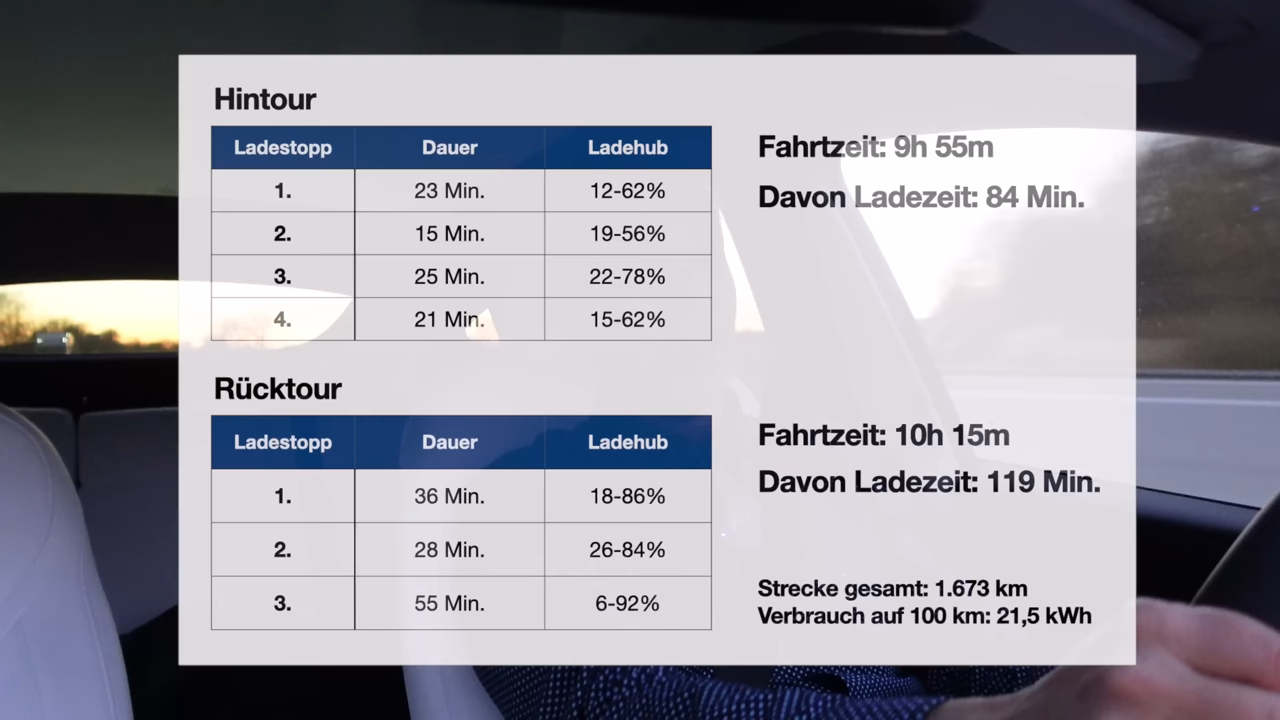 Hintour
Ladestopp Dauer Ladehub
1. 23 Min. 12-62%
2. 15 Min. 19-56%
3. 25 Min. 22-78%
4. 21 Min. 15-62%
Fahrtzeit: 9h 55m
Davon Ladezeit: 84 Min.
Rücktour
Ladestopp Dauer Ladehub
1. 36 Min. 18-86%
2. 28 Min. 26-84%
3. 55 Min. 6-92%
Fahrtzeit: 10h 15m
Davon Ladezeit: 119 Min.
Strecke gesamt: 1.673 km
Verbrauch auf 100 km: 21,5 kWh